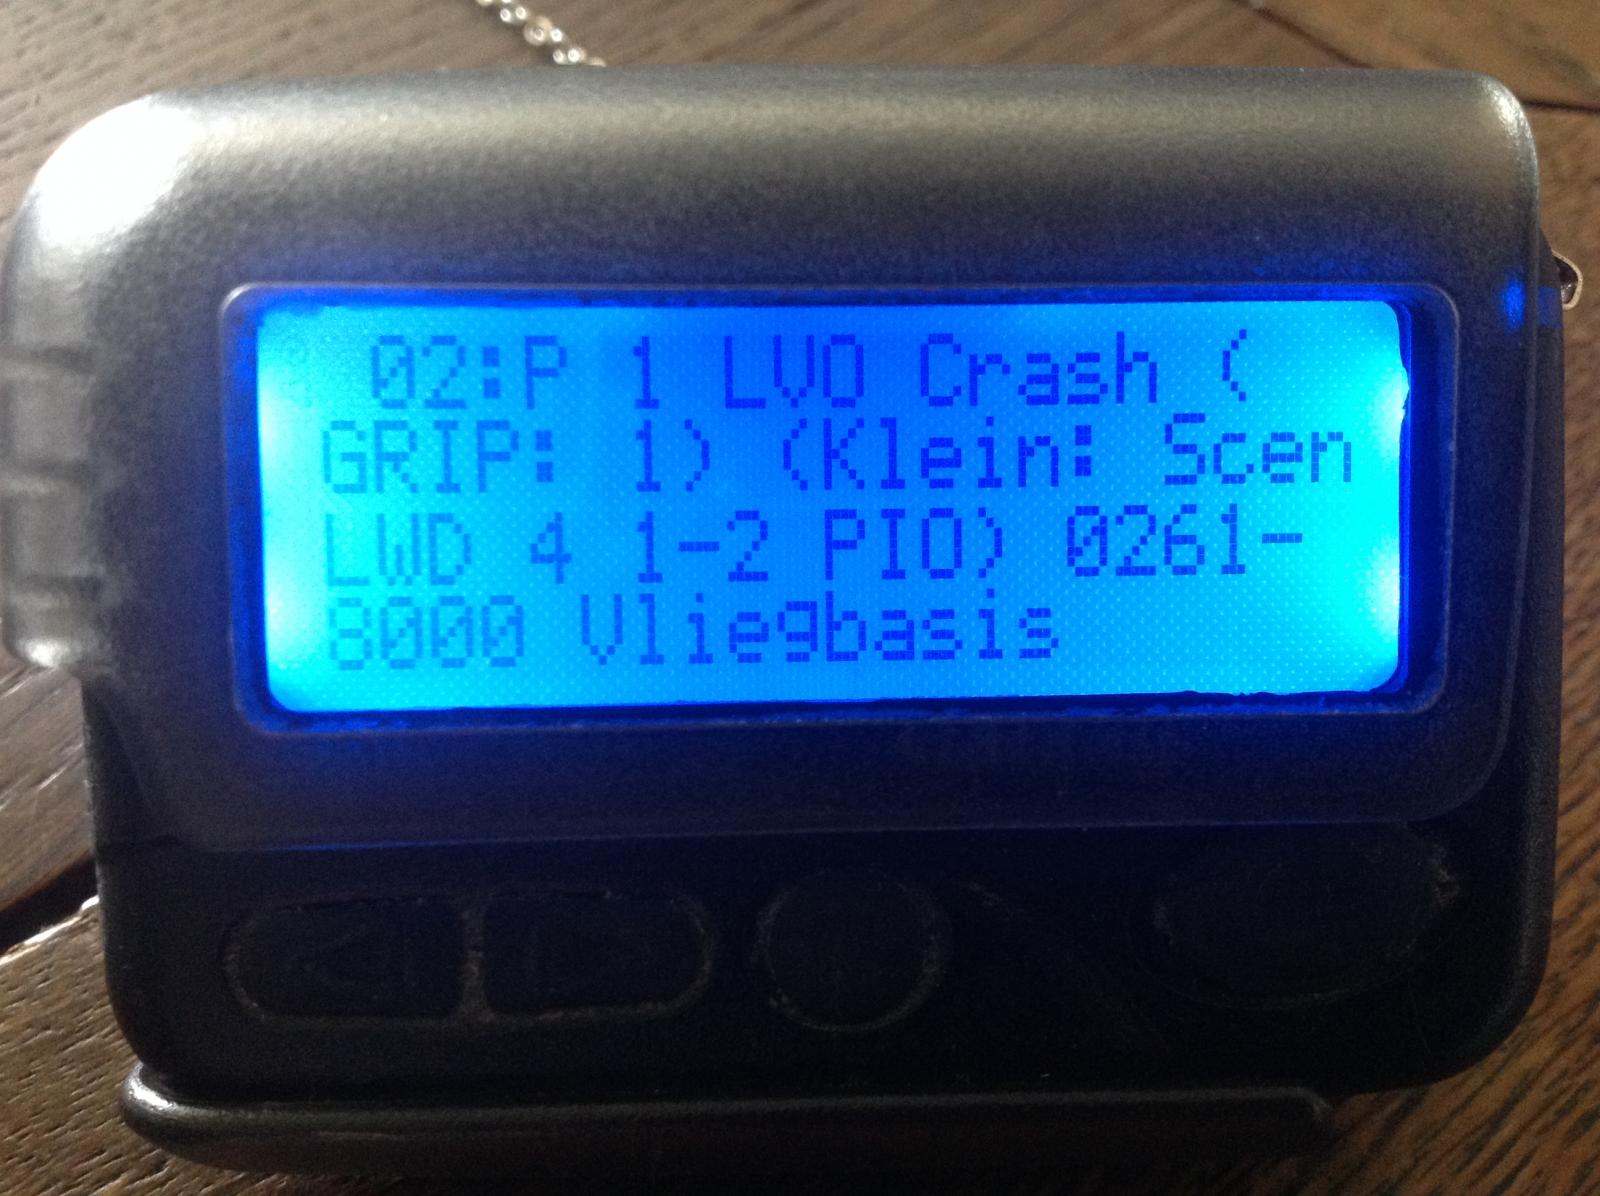 02:P 1 LVO Crash (
GRIP: 1) (Klein: Scen
LWD 4 1-2 PIO) 0261-
8000 Vliegbasis